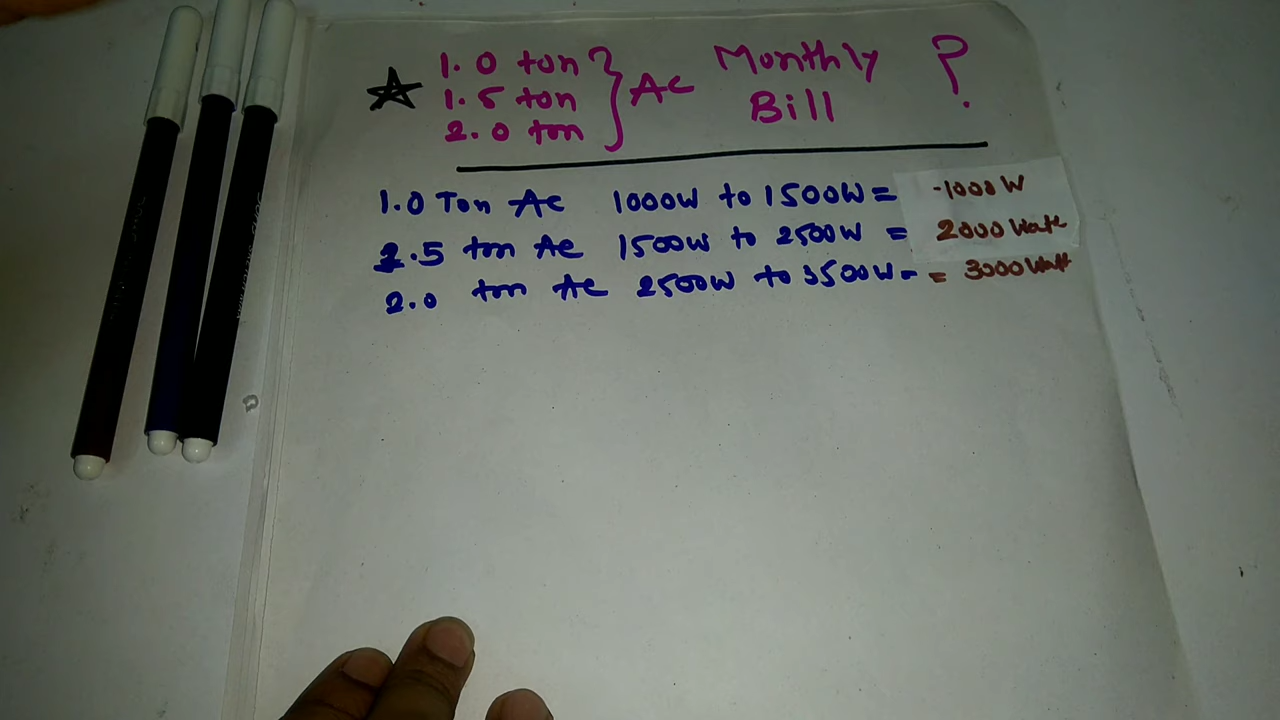 1.0 ton
1.5 ton
2.0 ton
AC Monthly Bill ?
1.0 Ton AC 1000W to 1500W = -1000 W
2.5 ton AC 1500W to 2500W = 2000 Watt
2.0 ton AC 2500W to 3500W- = 3000 Watt